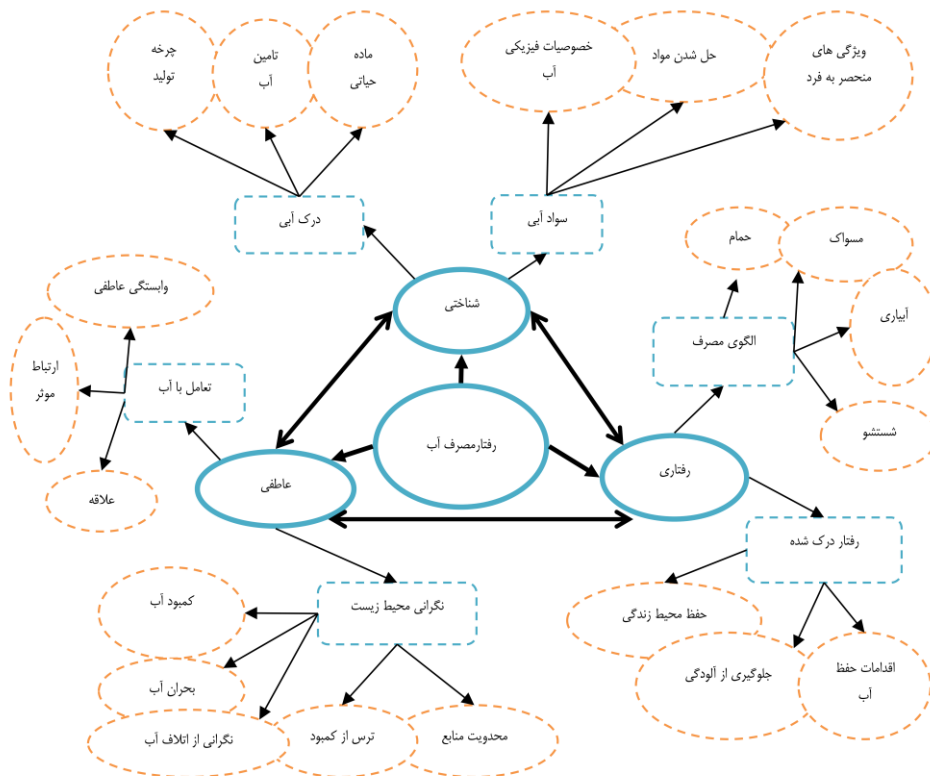 ویژگی های
منحصر به فرد
حل شدن مواد
خصوصیات فیزیکی
آب
ماده
حیاتی
تامین
آب
چرخه
تولید
سواد آبی
درک آبی
حمام
مسواک
آبیاری
شستشو
الگوی مصرف
شناختی
وابستگی عاطفی
ارتباط
موثر
علاقه
تعامل با آب
رفتارمصرف آب
رفتاری
عاطفی
رفتار درک شده
حفظ محیط زندگی
جلوگیری از آلودگی
اقدامات حفظ
آب
نگرانی محیط زیست
کمبود آب
بحران آب
نگرانی از اتلاف آب
ترس از کمبود
محدویت منابع